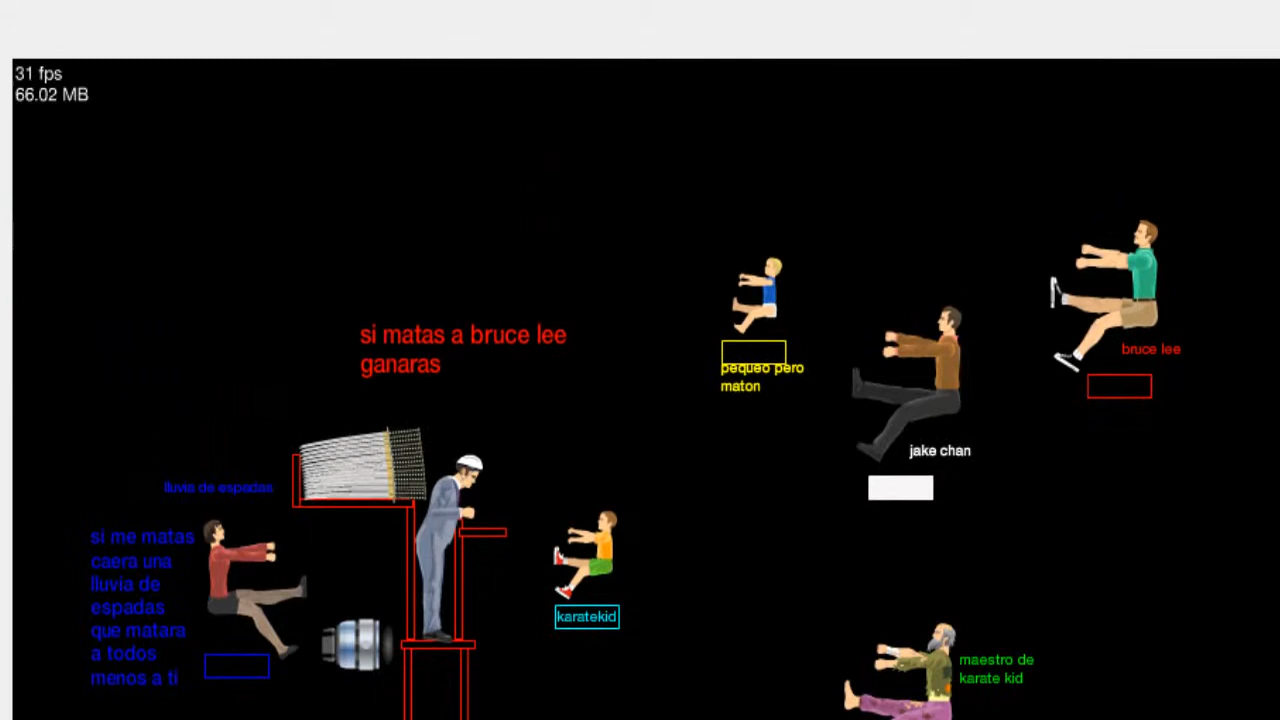 31 fps
66.02 MB
si matas a bruce lee
ganaras
pequeo pero
maton
bruce lee
jake chan
lluvia de espadas
si me matas
caera una
lluvia de
espadas
que matara
a todos
menos a ti
karatekid
maestro de
karate kid